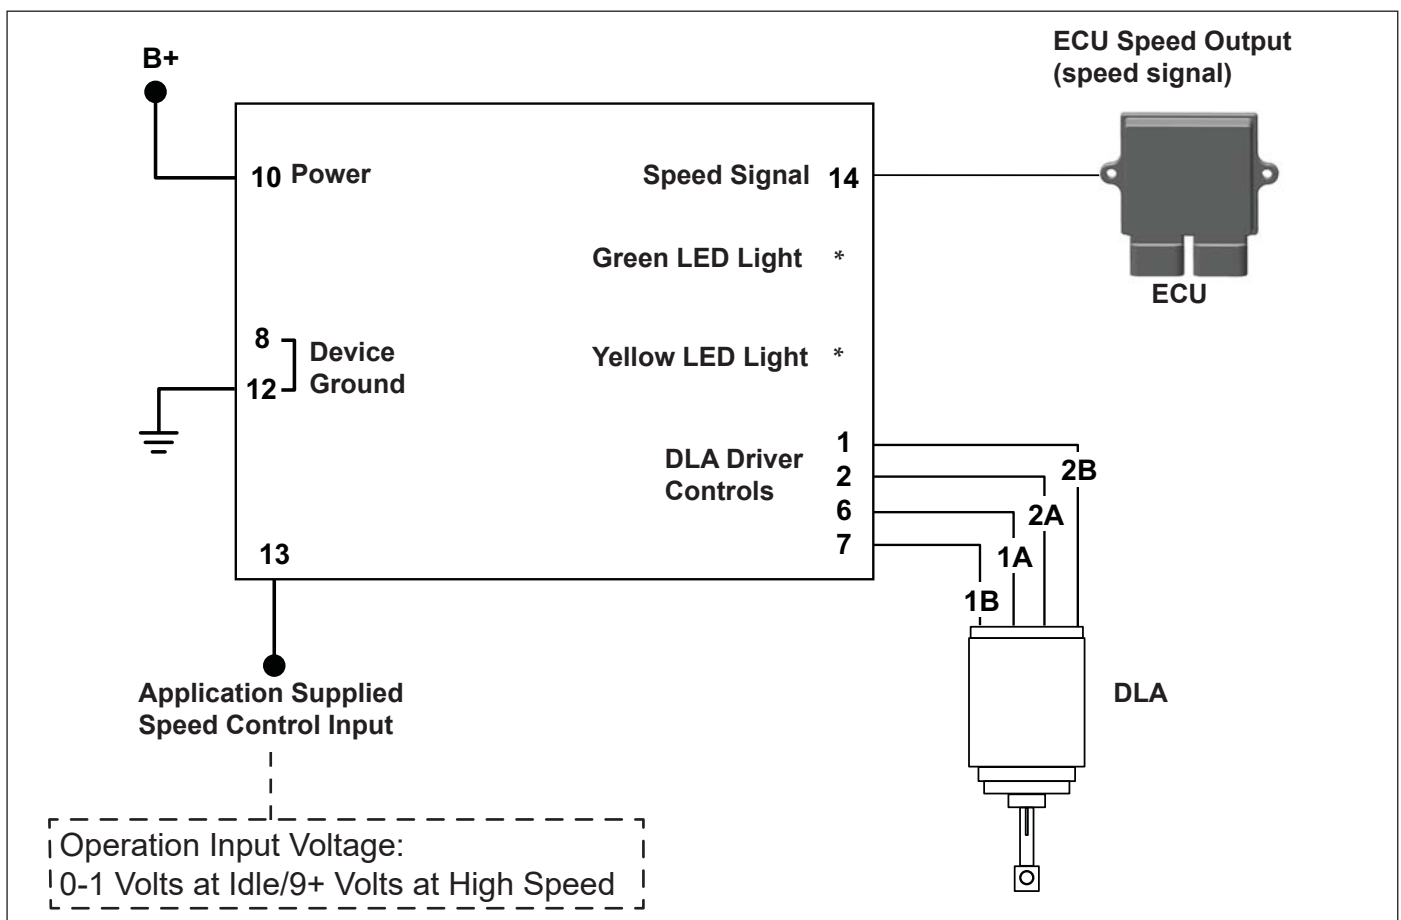 ECU Speed Output
(speed signal)
B+
10 Power
Speed Signal 14
Green LED Light *
ECU
8
Device
Ground
12
Yellow LED Light *
DLA Driver
Controls
1
2
6
7
2B
2A
1A
1B
13
Application Supplied
Speed Control Input
DLA
Operation Input Voltage:
0-1 Volts at Idle/9+ Volts at High Speed